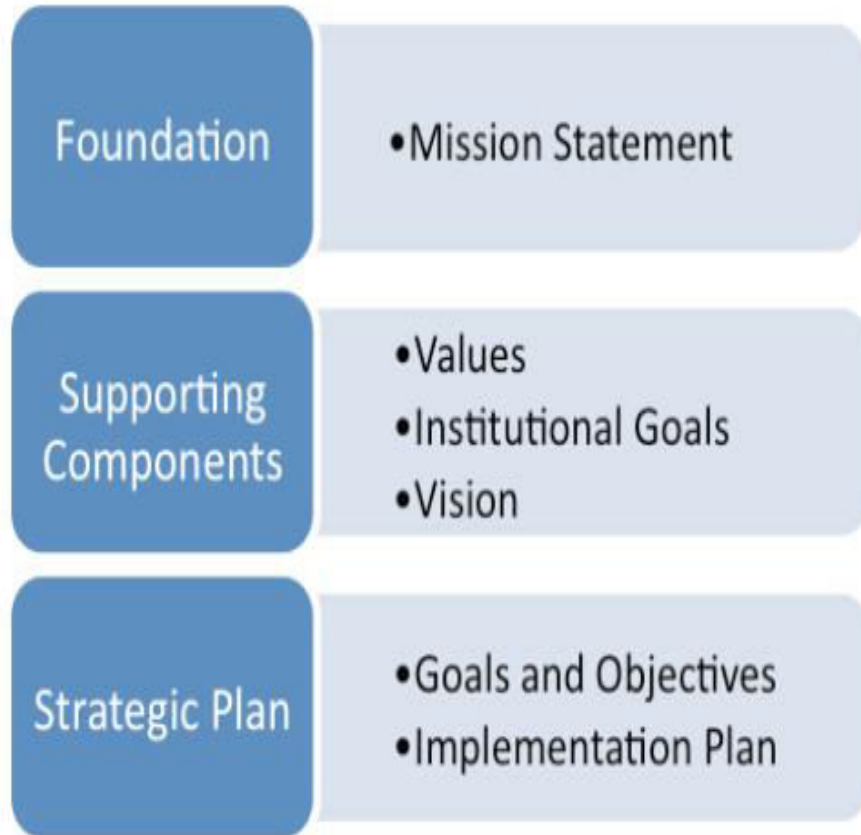 Foundation
•Mission Statement
Supporting
Components
•Values
•Institutional Goals
•Vision
Strategic Plan
•Goals and Objectives
•Implementation Plan